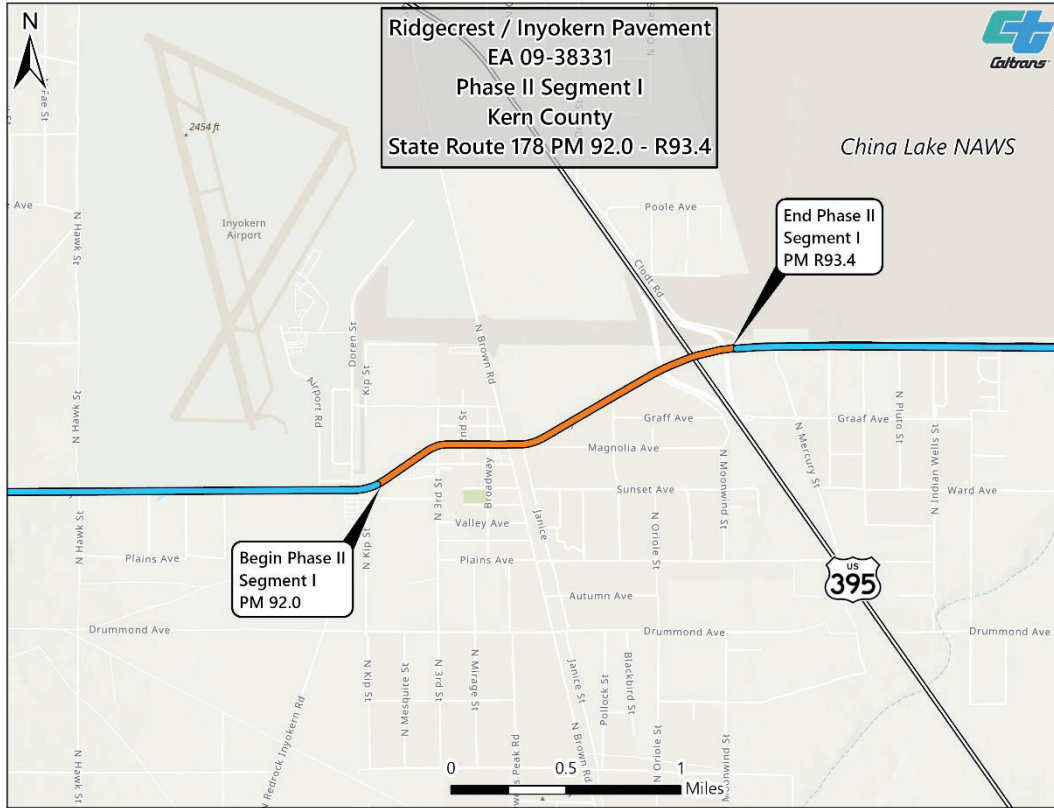 N
Ridgecrest / Inyokern Pavement
EA 09-38331
Phase II Segment I
Kern County
State Route 178 PM 92.0 - R93.4
Caltrans
China Lake NAWS
2454 ft
Inyokern
Airport
N Hawk St
Poole Ave
End Phase II
Segment I
PM R93.4
Clodt Rd
N Brown Rd
Doren St
Kip St
Airport Rd
2nd St
Graff Ave
Graaf Ave
N Pluto St
Magnolia Ave
N Hawk St
N 3rd St
Broadway
Sunset Ave
N Moonwind St
N Mercury St
N Indian Wells St
Ward Ave
N Hawk St
N Kip St
Valley Ave
Janice
N Oriole St
Plains Ave
Plains Ave
Begin Phase II
Segment I
PM 92.0
US
395
Autumn Ave
Drummond Ave
Drummond Ave
Drummond Ave
N Kip St
N Mesquite St
N 3rd St
N Mirage St
Janice St
Pollock St
Blackbird St
N Redrock Inyokern Rd
N Brown Rd
N Oriole St
N Hawk St
0 0.5 1
Miles